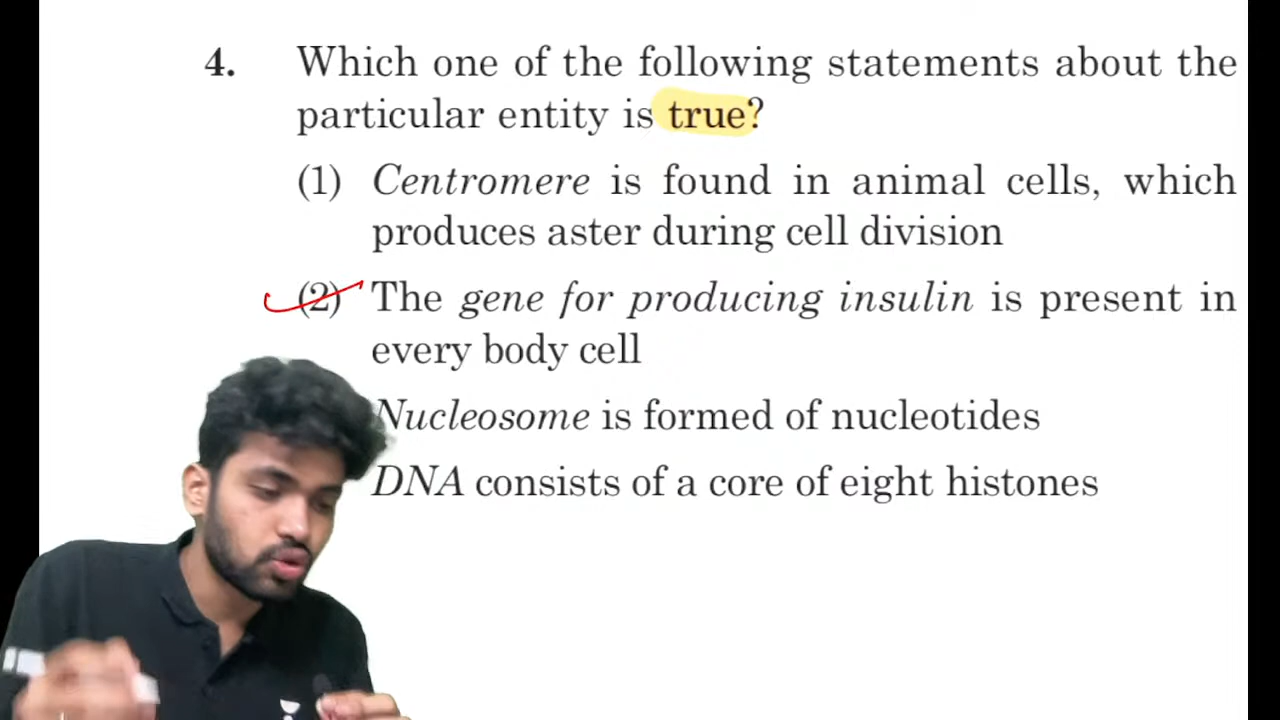 4. Which one of the following statements about the
particular entity is true?
(1) Centromere is found in animal cells, which
produces aster during cell division
(2) The gene for producing insulin is present in
every body cell
Nucleosome is formed of nucleotides
DNA consists of a core of eight histones